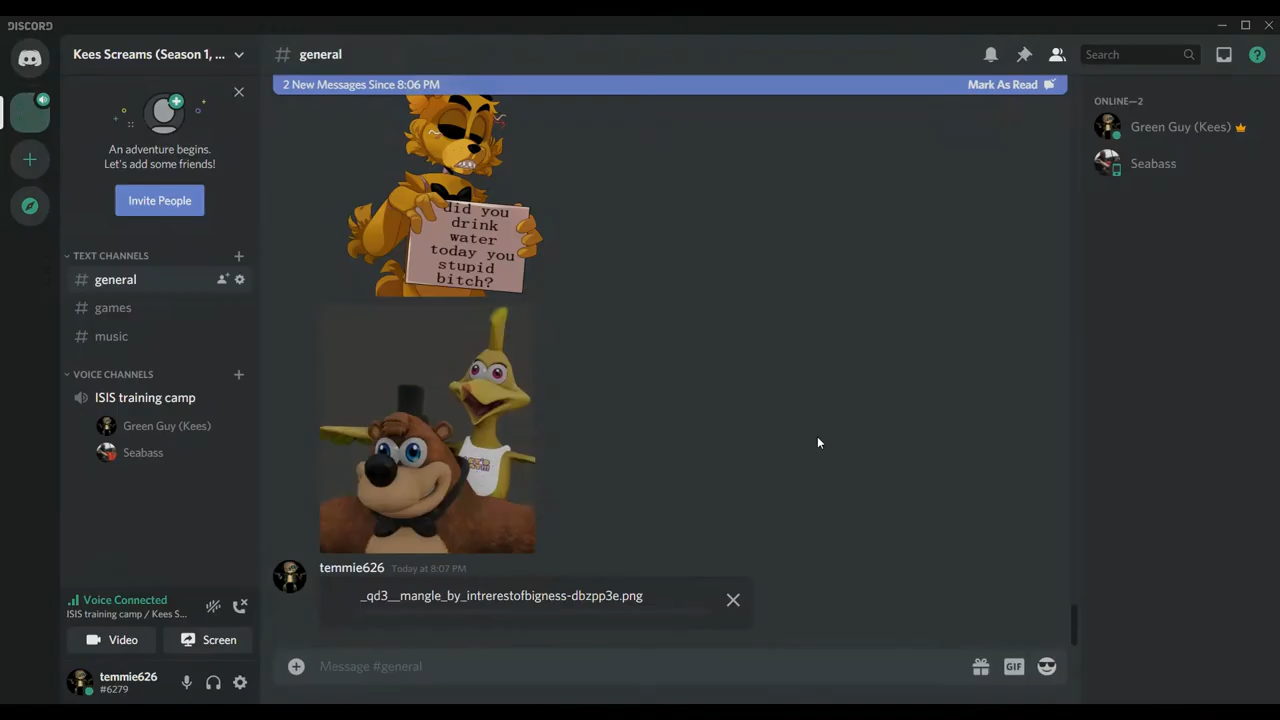 DISCORD
Kees Screams (Season 1, ...
general
Search
2 New Messages Since 8:06 PM
Mark As Read
An adventure begins.
Let's add some friends!
Invite People
TEXT CHANNELS
general
games
music
VOICE CHANNELS
ISIS training camp
Green Guy (Kees)
Seabass
Voice Connected
ISIS training camp / Kees S...
Video
Screen
temmie626
#6279
did you
drink
water
today you
stupid
bitch?
temmie626 Today at 8:07 PM
_qd3__mangle_by_intrerestofbigness-dbzpp3e.png
Message #general
GIF
ONLINE—2
Green Guy (Kees)
Seabass